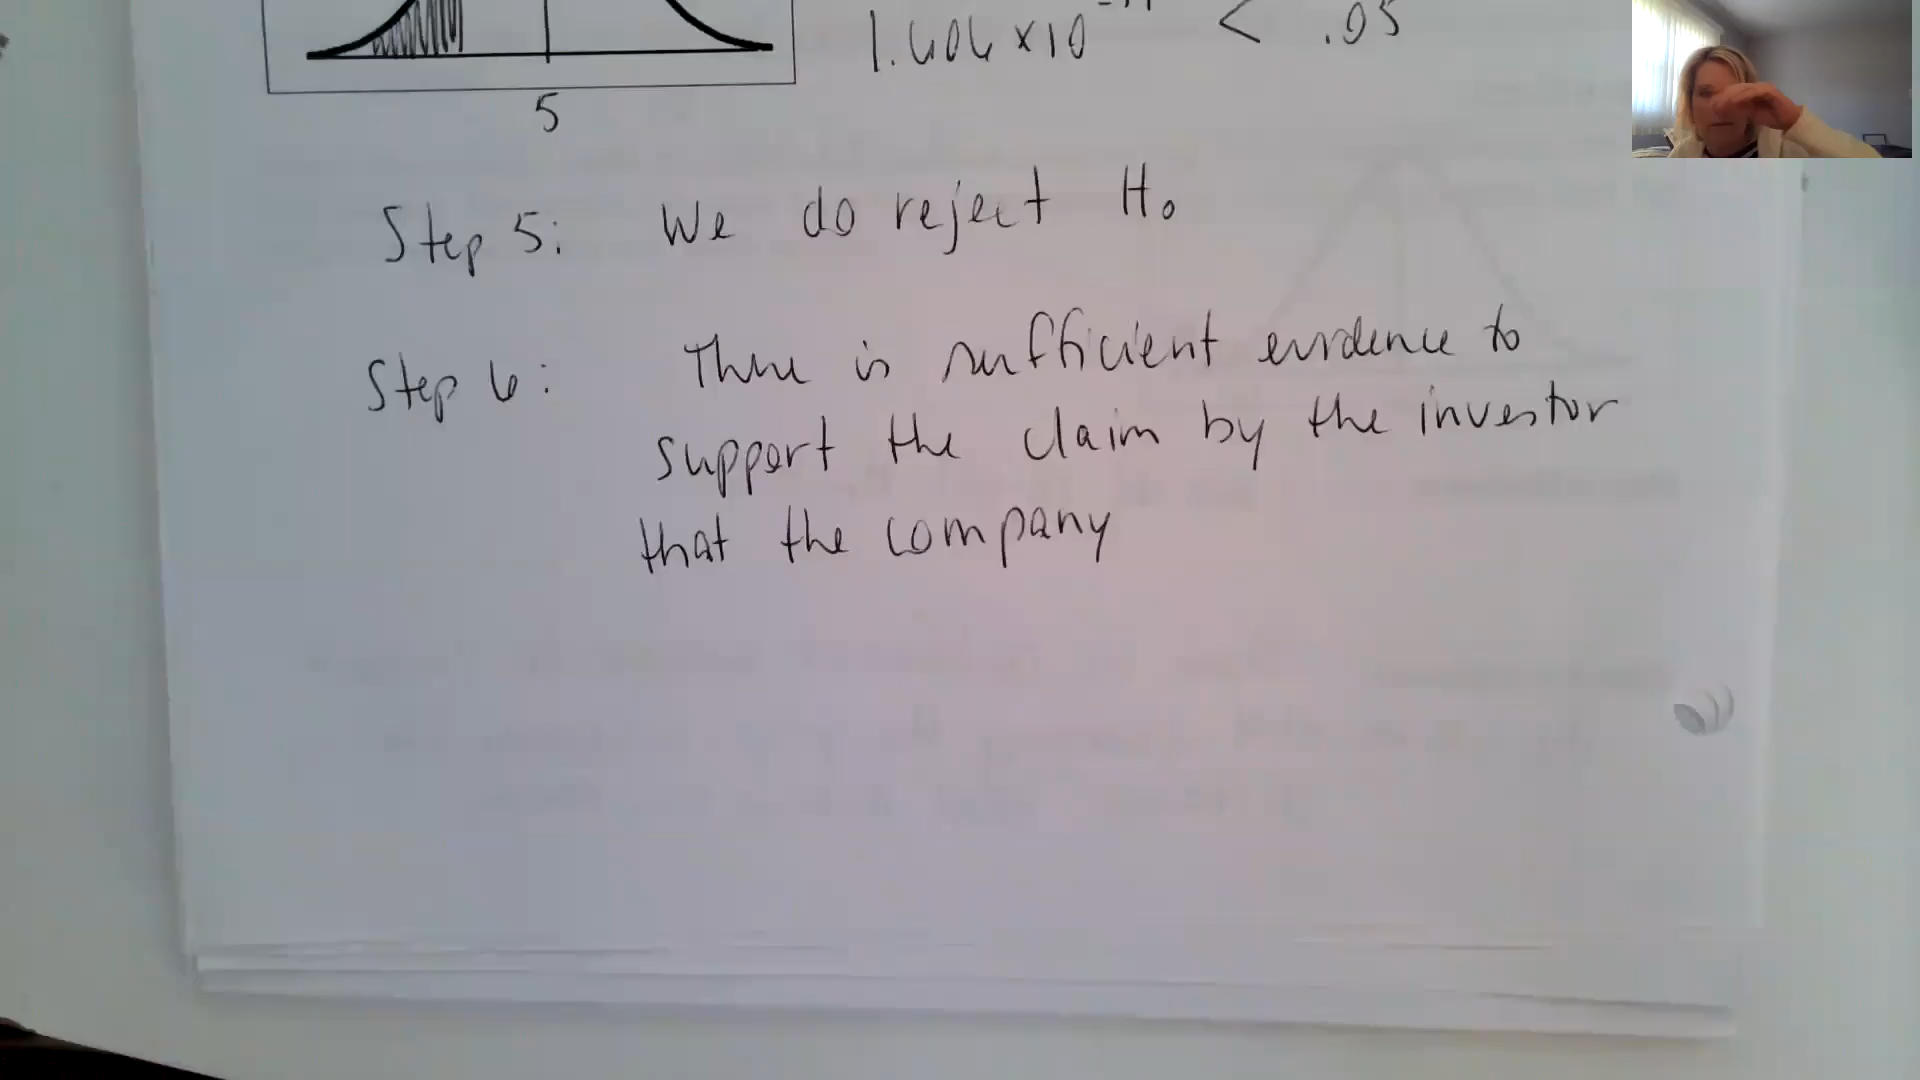 1.606 x 10 < .05
5
Step 5: We do reject H₀
Step 6: There is sufficient evidence to
support the claim by the investor
that the company